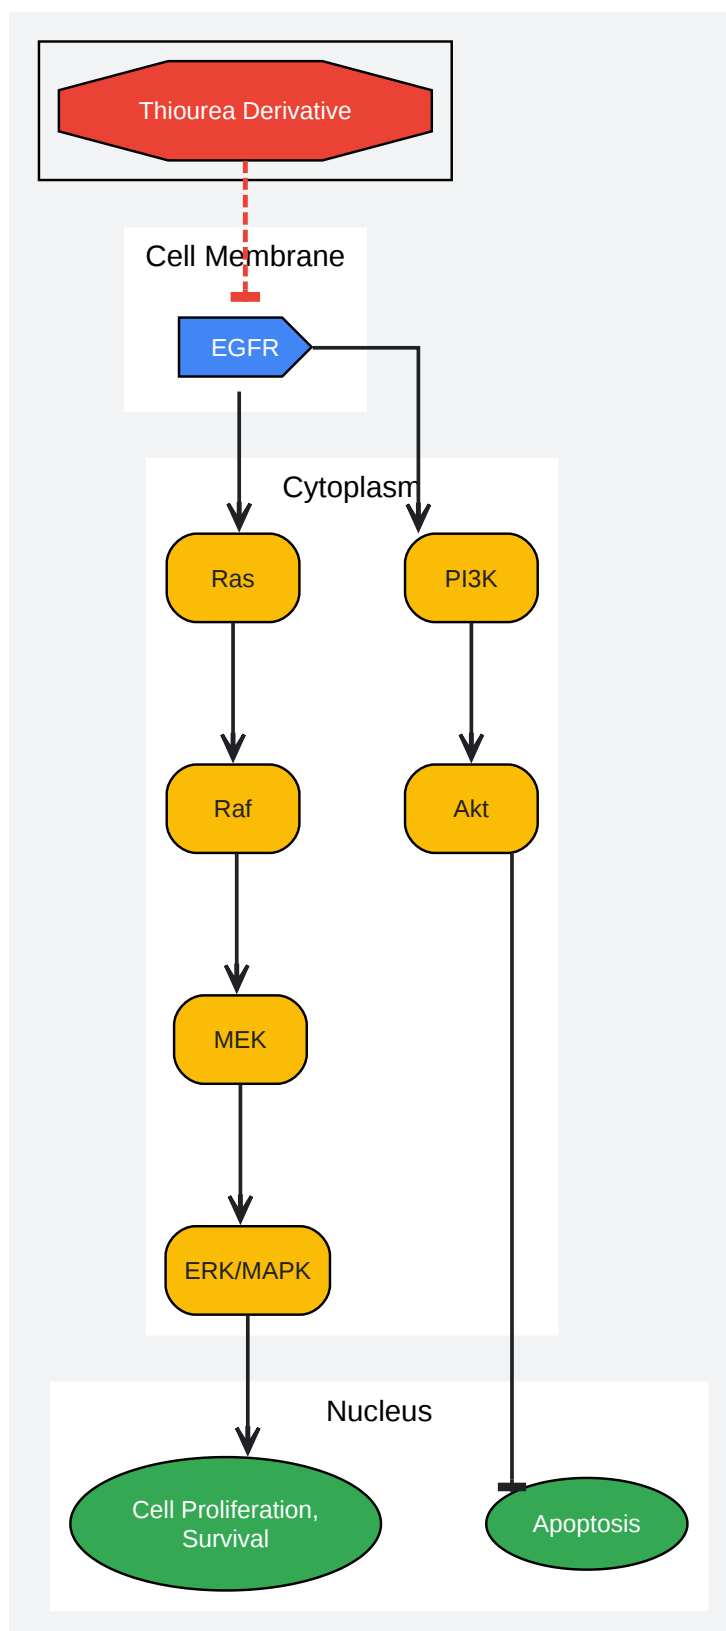 Thiourea Derivative
Cell Membrane
EGFR
Cytoplasm
Ras
PI3K
Raf
Akt
MEK
ERK/MAPK
Nucleus
Cell Proliferation,
Survival
Apoptosis